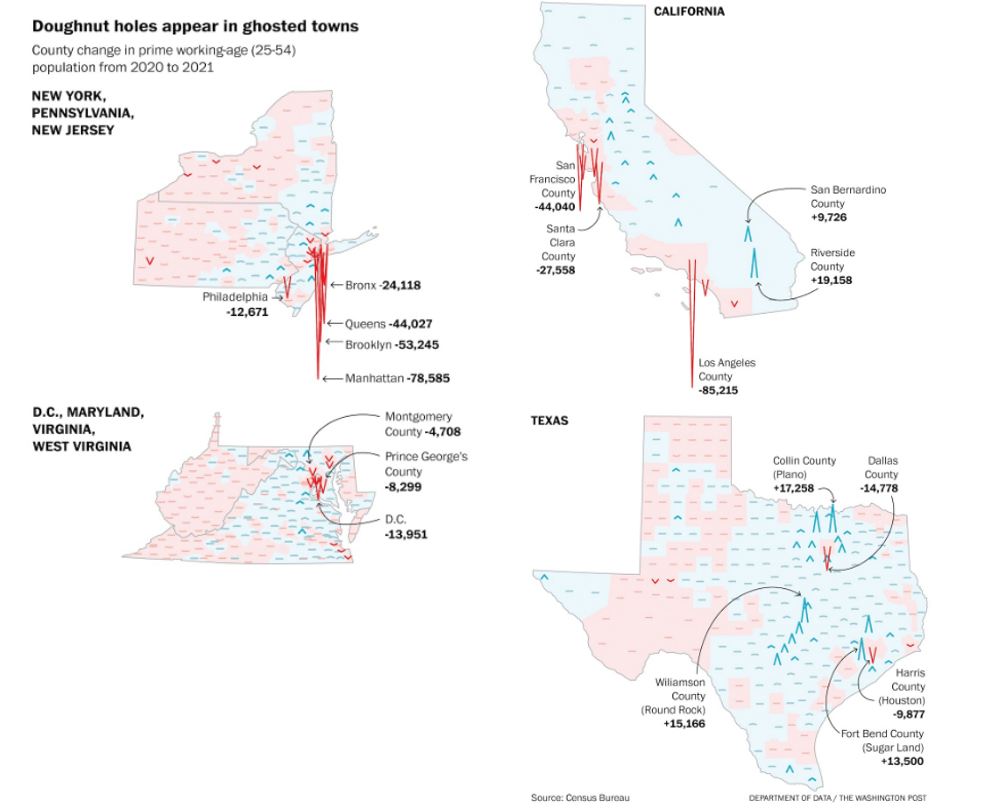 Doughnut holes appear in ghosted towns
County change in prime working-age (25-54)
population from 2020 to 2021
NEW YORK,
PENNSYLVANIA,
NEW JERSEY
Philadelphia
-12,671
Bronx -24,118
Queens -44,027
Brooklyn -53,245
Manhattan -78,585
D.C., MARYLAND,
VIRGINIA,
WEST VIRGINIA
Montgomery
County -4,708
Prince George's
County
-8,299
D.C.
-13,951
CALIFORNIA
San
Francisco
County
-44,040
Santa
Clara
County
-27,558
San Bernardino
County
+9,726
Riverside
County
+19,158
Los Angeles
County
-85,215
TEXAS
Collin County
(Plano)
+17,258
Dallas
County
-14,778
Wiliamson
County
(Round Rock)
+15,166
Harris
County
(Houston)
-9,877
Fort Bend County
(Sugar Land)
+13,500
Source: Census Bureau
DEPARTMENT OF DATA / THE WASHINGTON POST